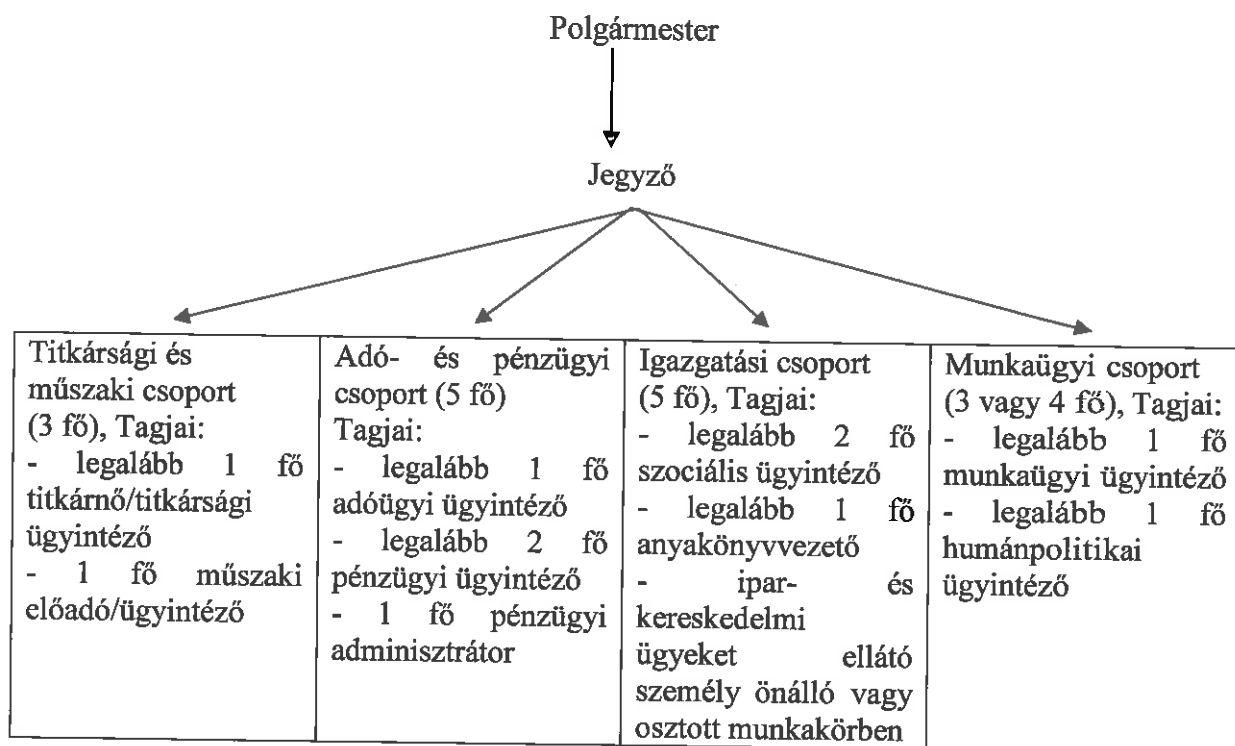 Polgármester
Jegyző
Titkársági és
műszaki csoport
(3 fő), Tagjai:
- legalább 1 fő
titkárnő/titkársági
ügyintéző
- 1 fő műszaki
előadó/ügyintéző
Adó- és pénzügyi
csoport (5 fő)
Tagjai:
- legalább 1 fő
adóügyi ügyintéző
- legalább 2 fő
pénzügyi ügyintéző
- 1 fő pénzügyi
adminisztrátor
Igazgatási csoport
(5 fő), Tagjai:
- legalább 2 fő
szociális ügyintéző
- legalább 1 fő
anyakönyvvezető
- ipar- és
kereskedelmi
ügyeket ellátó
személy önálló vagy
osztott munkakörben
Munkaügyi csoport
(3 vagy 4 fő), Tagjai:
- legalább 1 fő
munkaügyi ügyintéző
- legalább 1 fő
humánpolitikai
ügyintéző